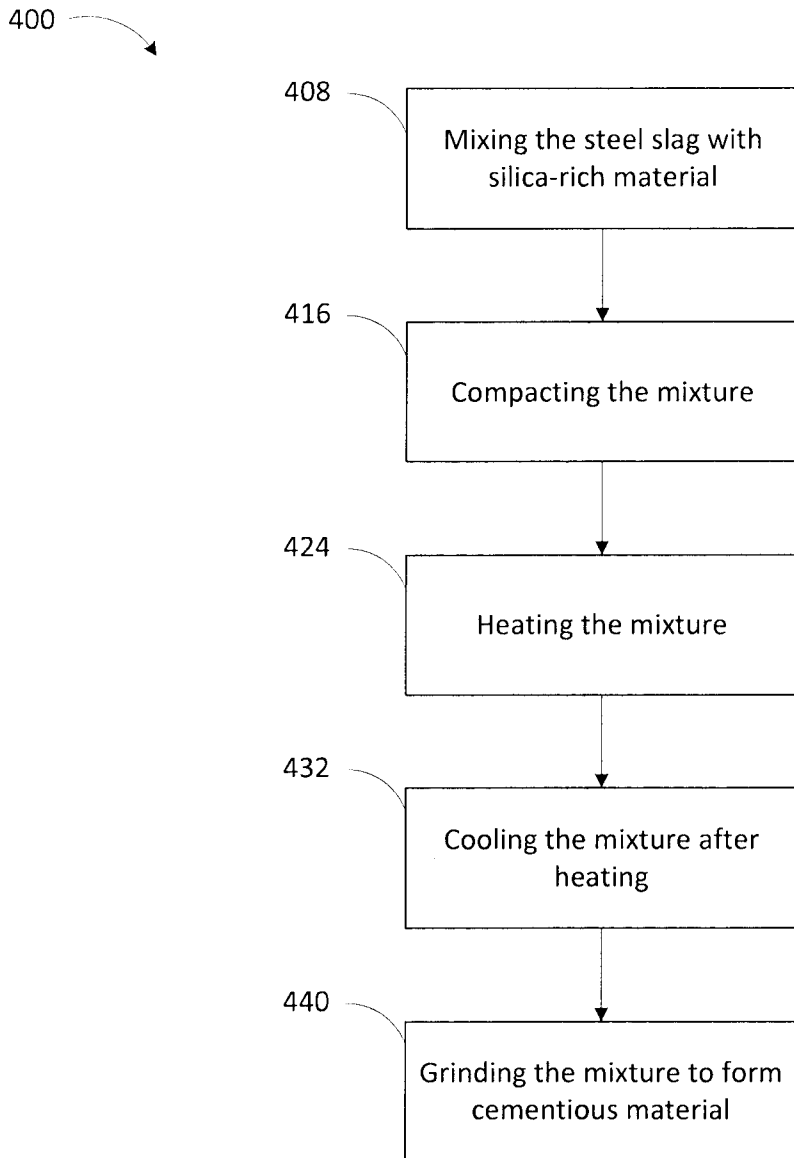 400
408
Mixing the steel slag with
silica-rich material
416
Compacting the mixture
424
Heating the mixture
432
Cooling the mixture after
heating
440
Grinding the mixture to form
cementious material